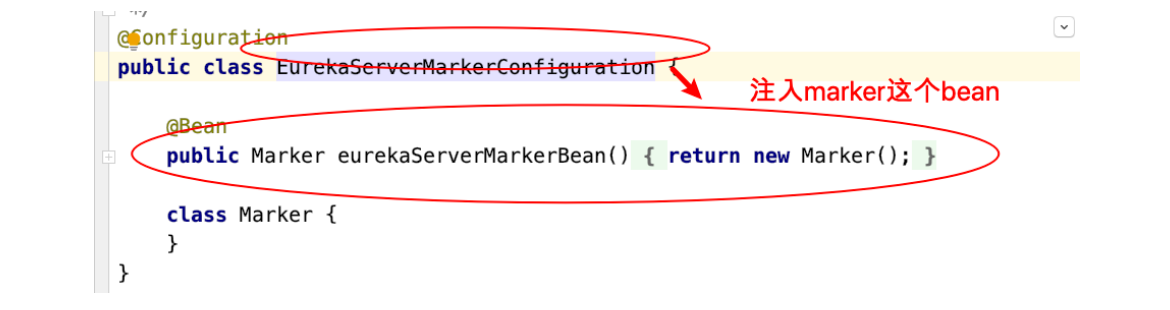 */
@Configuration
public class EurekaServerMarkerConfiguration {
注入marker这个bean
@Bean
public Marker eurekaServerMarkerBean() { return new Marker(); }
class Marker {
}
}